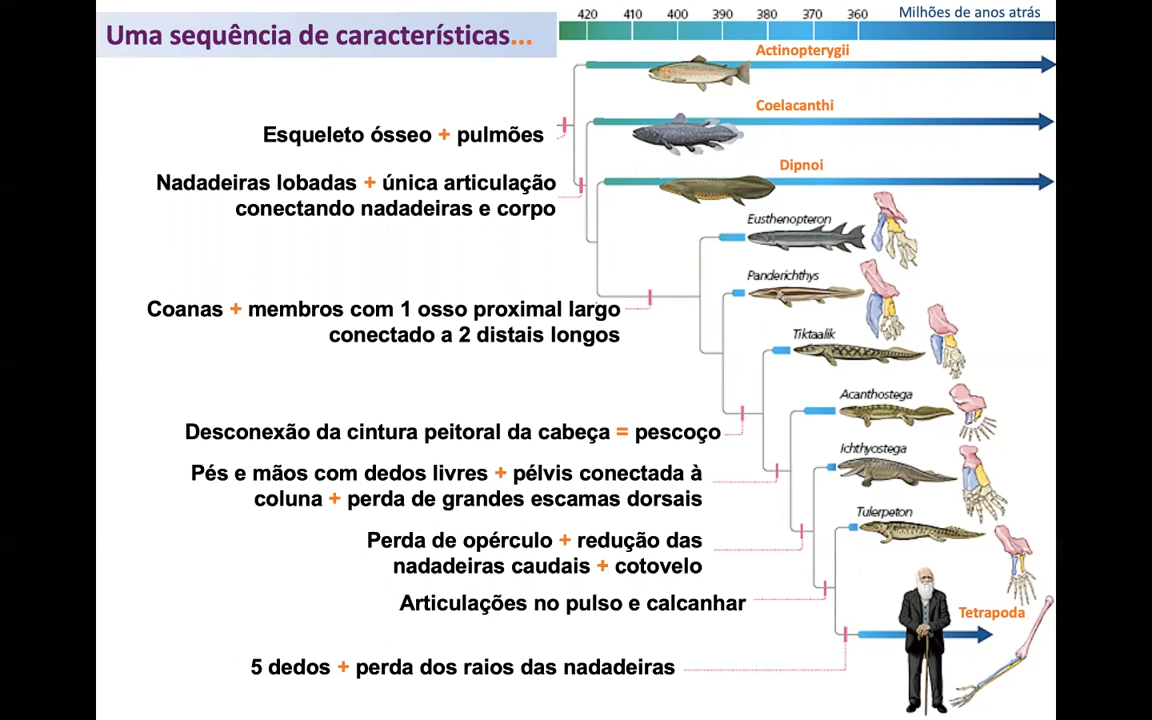 Uma sequência de características...
420 410 400 390 380 370 360 Milhões de anos atrás
Actinopterygii
Coelacanthi
Esqueleto ósseo + pulmões
Dipnoi
Nadadeiras lobadas + única articulação
conectando nadadeiras e corpo
Eusthenopteron
Panderichthys
Coanas + membros com 1 osso proximal largo
conectado a 2 distais longos
Tiktaalik
Acanthostega
Desconexão da cintura peitoral da cabeça = pescoço
Ichthyostega
Pés e mãos com dedos livres + pélvis conectada à
coluna + perda de grandes escamas dorsais
Tulerpeton
Perda de opérculo + redução das
nadadeiras caudais + cotovelo
Articulações no pulso e calcanhar
Tetrapoda
5 dedos + perda dos raios das nadadeiras